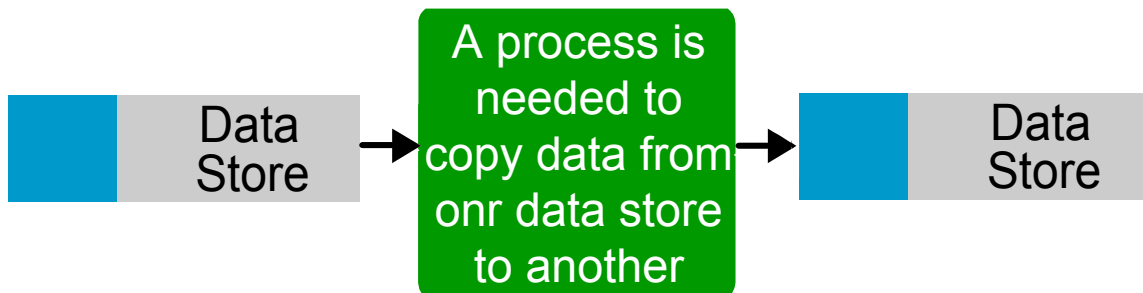 Data
Store
A process is
needed to
copy data from
onr data store
to another
Data
Store